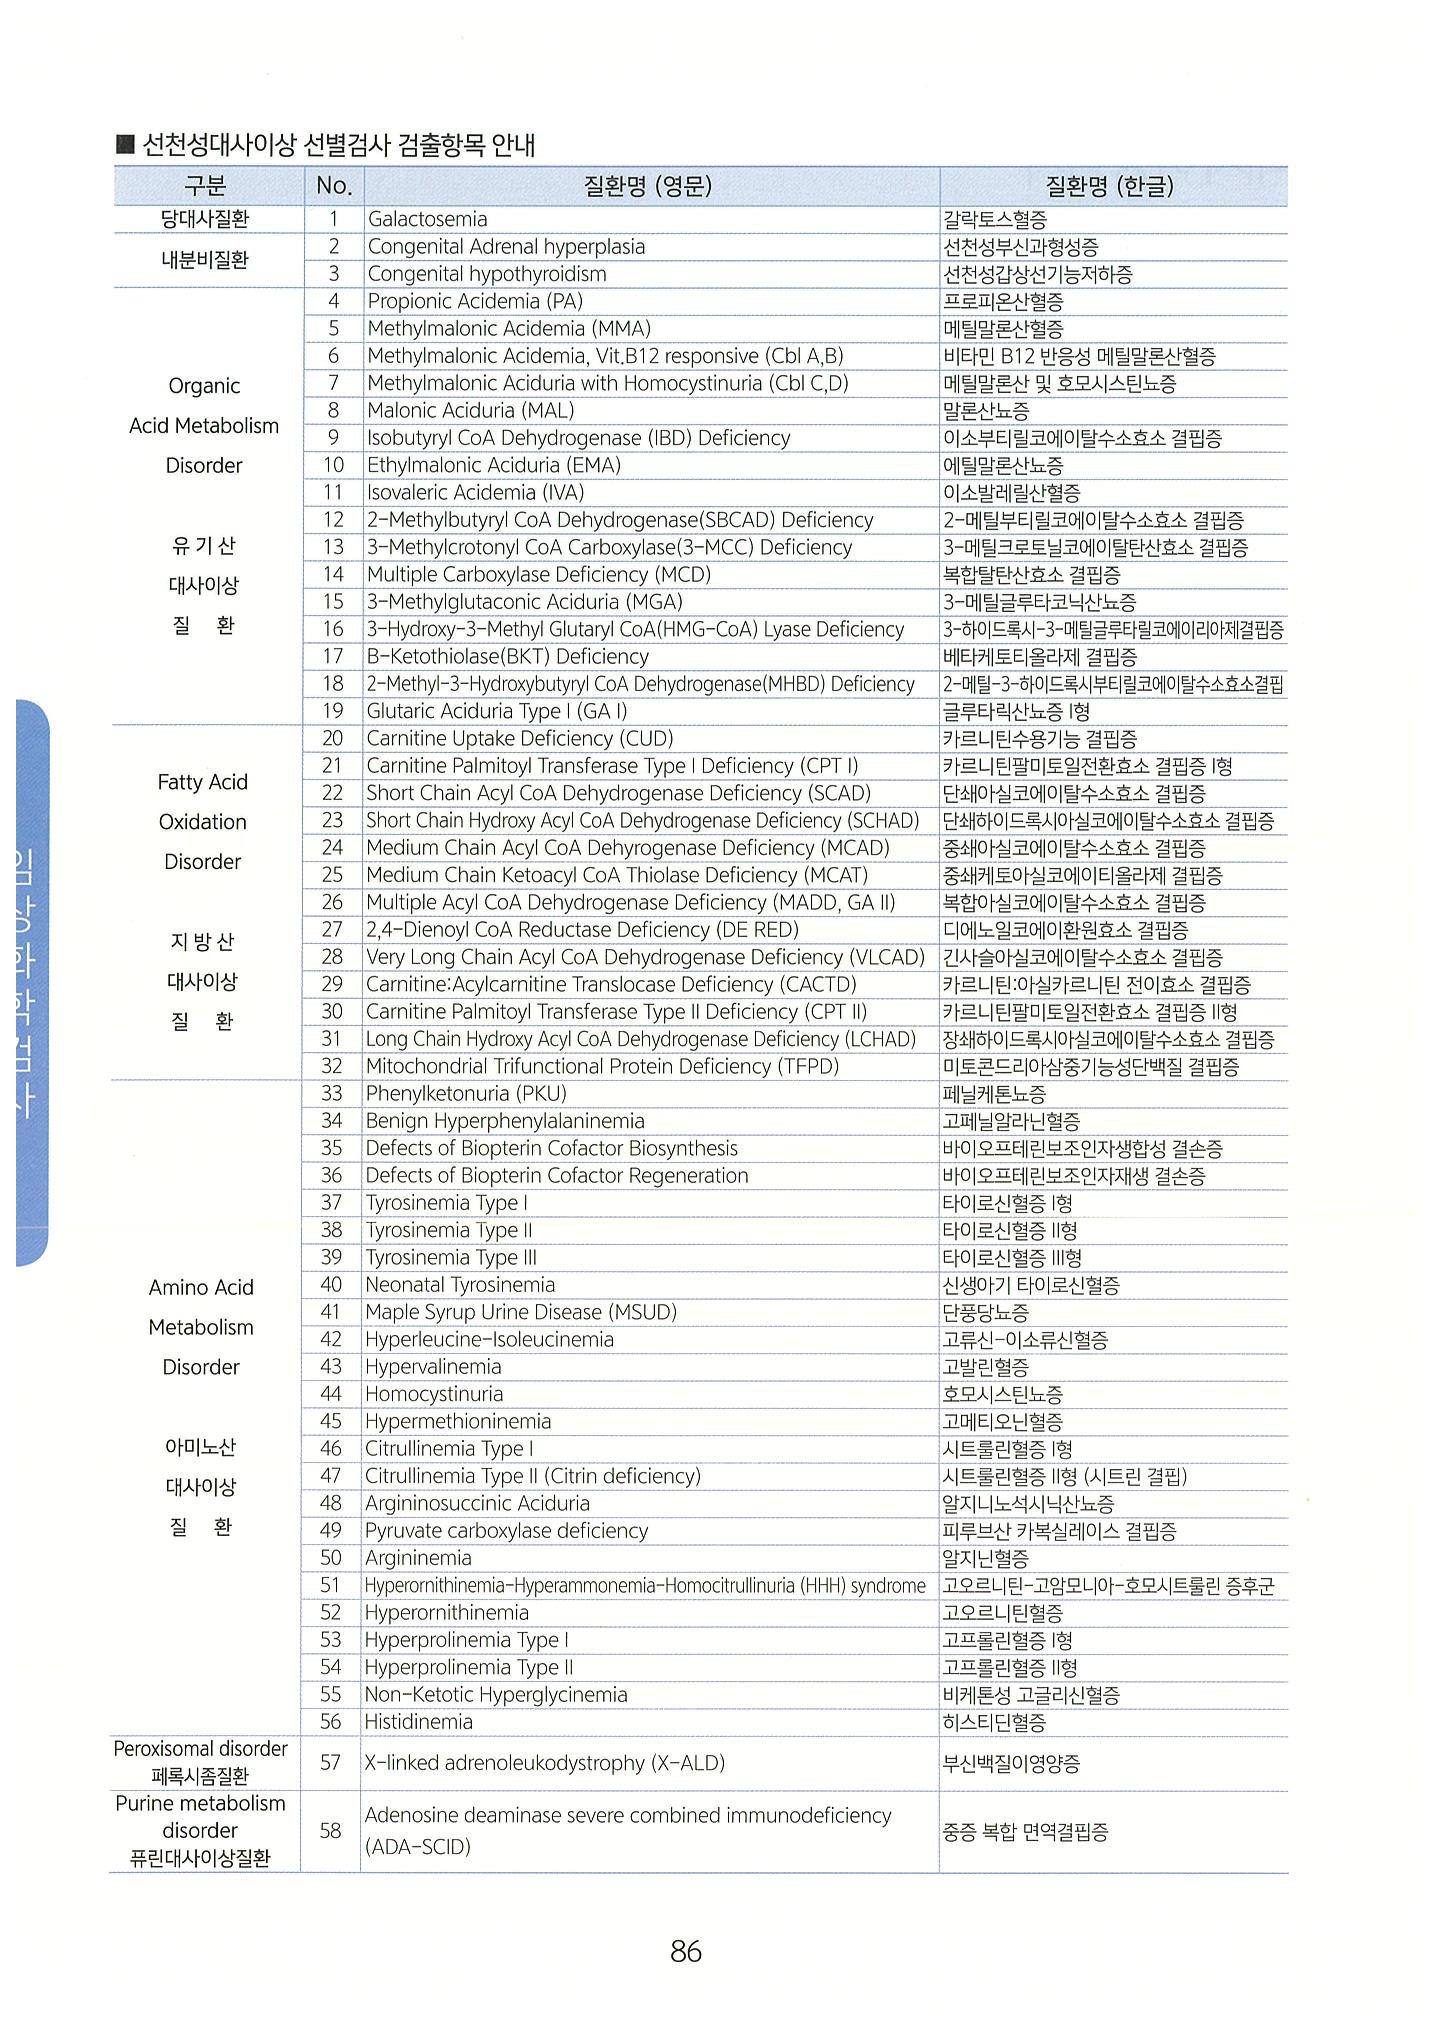 ■ 선천성대사이상 선별검사 검출항목 안내
구분 No. 질환명 (영문) 질환명 (한글)
당대사질환 1 Galactosemia 갈락토스혈증
내분비질환
2 Congenital Adrenal hyperplasia 선천성부신과형성증
3 Congenital hypothyroidism 선천성갑상선기능저하증
Organic
Acid Metabolism
Disorder
유 기 산
대사이상
질 환
4 Propionic Acidemia (PA) 프로피온산혈증
5 Methylmalonic Acidemia (MMA) 메틸말론산혈증
6 Methylmalonic Acidemia, Vit.B12 responsive (Cbl A,B) 비타민 B12 반응성 메틸말론산혈증
7 Methylmalonic Aciduria with Homocystinuria (Cbl C,D) 메틸말론산 및 호모시스틴뇨증
8 Malonic Aciduria (MAL) 말론산뇨증
9 Isobutyryl CoA Dehydrogenase (IBD) Deficiency 이소부티릴코에이탈수소효소 결핍증
10 Ethylmalonic Aciduria (EMA) 에틸말론산뇨증
11 Isovaleric Acidemia (IVA) 이소발레릴산혈증
12 2-Methylbutyryl CoA Dehydrogenase(SBCAD) Deficiency 2-메틸부티릴코에이탈수소효소 결핍증
13 3-Methylcrotonyl CoA Carboxylase(3-MCC) Deficiency 3-메틸크로토닐코에이탈탄산효소 결핍증
14 Multiple Carboxylase Deficiency (MCD) 복합탈탄산효소 결핍증
15 3-Methylglutaconic Aciduria (MGA) 3-메틸글루타코닉산뇨증
16 3-Hydroxy-3-Methyl Glutaryl CoA(HMG-CoA) Lyase Deficiency 3-하이드록시-3-메틸글루타릴코에이리아제결핍증
17 B-Ketothiolase(BKT) Deficiency 베타케토티올라제 결핍증
18 2-Methyl-3-Hydroxybutyryl CoA Dehydrogenase(MHBD) Deficiency 2-메틸-3-하이드록시부티릴코에이탈수소효소결핍
19 Glutaric Aciduria Type I (GA I) 글루타릭산뇨증 I형
Fatty Acid
Oxidation
Disorder
지 방 산
대사이상
질 환
20 Carnitine Uptake Deficiency (CUD) 카르니틴수용기능 결핍증
21 Carnitine Palmitoyl Transferase Type I Deficiency (CPT I) 카르니틴팔미토일전환효소 결핍증 I형
22 Short Chain Acyl CoA Dehydrogenase Deficiency (SCAD) 단쇄아실코에이탈수소효소 결핍증
23 Short Chain Hydroxy Acyl CoA Dehydrogenase Deficiency (SCHAD) 단쇄하이드록시아실코에이탈수소효소 결핍증
24 Medium Chain Acyl CoA Dehyrogenase Deficiency (MCAD) 중쇄아실코에이탈수소효소 결핍증
25 Medium Chain Ketoacyl CoA Thiolase Deficiency (MCAT) 중쇄케토아실코에이티올라제 결핍증
26 Multiple Acyl CoA Dehydrogenase Deficiency (MADD, GA II) 복합아실코에이탈수소효소 결핍증
27 2,4-Dienoyl CoA Reductase Deficiency (DE RED) 디에노일코에이환원효소 결핍증
28 Very Long Chain Acyl CoA Dehydrogenase Deficiency (VLCAD) 긴사슬아실코에이탈수소효소 결핍증
29 Carnitine:Acylcarnitine Translocase Deficiency (CACTD) 카르니틴:아실카르니틴 전이효소 결핍증
30 Carnitine Palmitoyl Transferase Type II Deficiency (CPT II) 카르니틴팔미토일전환효소 결핍증 II형
31 Long Chain Hydroxy Acyl CoA Dehydrogenase Deficiency (LCHAD) 장쇄하이드록시아실코에이탈수소효소 결핍증
32 Mitochondrial Trifunctional Protein Deficiency (TFPD) 미토콘드리아삼중기능성단백질 결핍증
Amino Acid
Metabolism
Disorder
아미노산
대사이상
질 환
33 Phenylketonuria (PKU) 페닐케톤뇨증
34 Benign Hyperphenylalaninemia 고페닐알라닌혈증
35 Defects of Biopterin Cofactor Biosynthesis 바이오프테린보조인자생합성 결손증
36 Defects of Biopterin Cofactor Regeneration 바이오프테린보조인자재생 결손증
37 Tyrosinemia Type I 타이로신혈증 I형
38 Tyrosinemia Type II 타이로신혈증 II형
39 Tyrosinemia Type III 타이로신혈증 III형
40 Neonatal Tyrosinemia 신생아기 타이로신혈증
41 Maple Syrup Urine Disease (MSUD) 단풍당뇨증
42 Hyperleucine-Isoleucinemia 고류신-이소류신혈증
43 Hypervalinemia 고발린혈증
44 Homocystinuria 호모시스틴뇨증
45 Hypermethioninemia 고메티오닌혈증
46 Citrullinemia Type I 시트룰린혈증 I형
47 Citrullinemia Type II (Citrin deficiency) 시트룰린혈증 II형 (시트린 결핍)
48 Argininosuccinic Aciduria 알지니노석시닉산뇨증
49 Pyruvate carboxylase deficiency 피루브산 카복실레이스 결핍증
50 Argininemia 알지닌혈증
51 Hyperornithinemia-Hyperammonemia-Homocitrullinuria (HHH) syndrome 고오르니틴-고암모니아-호모시트룰린 증후군
52 Hyperornithinemia 고오르니틴혈증
53 Hyperprolinemia Type I 고프롤린혈증 I형
54 Hyperprolinemia Type II 고프롤린혈증 II형
55 Non-Ketotic Hyperglycinemia 비케톤성 고글리신혈증
56 Histidinemia 히스티딘혈증
Peroxisomal disorder
페록시좀질환
57 X-linked adrenoleukodystrophy (X-ALD) 부신백질이영양증
Purine metabolism
disorder
퓨린대사이상질환
58 Adenosine deaminase severe combined immunodeficiency
(ADA-SCID)
중증 복합 면역결핍증
임상화학검사
86